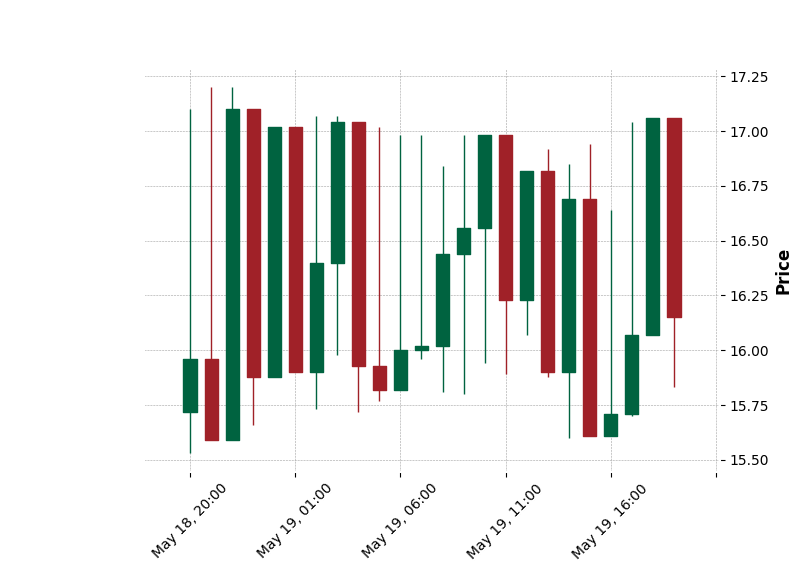 17.25
17.00
16.75
16.50
16.25
16.00
15.75
15.50
Price
May 18, 20:00
May 19, 01:00
May 19, 06:00
May 19, 11:00
May 19, 16:00